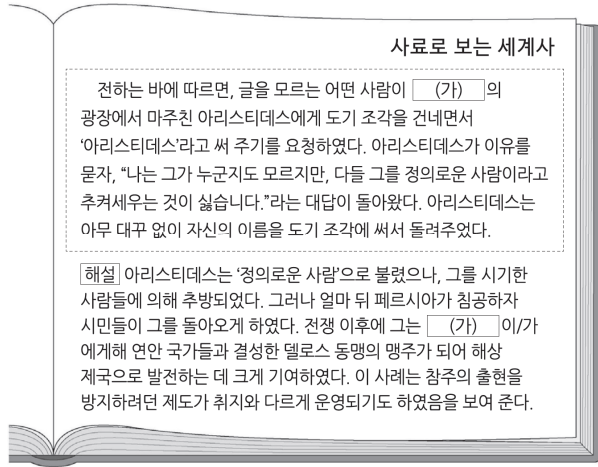 사료로 보는 세계사
전하는 바에 따르면, 글을 모르는 어떤 사람이 (가) 의
광장에서 마주친 아리스티데스에게 도기 조각을 건네면서
‘아리스티데스’라고 써 주기를 요청하였다. 아리스티데스가 이유를
묻자, “나는 그가 누군지도 모르지만, 다들 그를 정의로운 사람이라고
추켜세우는 것이 싫습니다.”라는 대답이 돌아왔다. 아리스티데스는
아무 대꾸 없이 자신의 이름을 도기 조각에 써서 돌려주었다.
해설 아리스티데스는 ‘정의로운 사람’으로 불렸으나, 그를 시기한
사람들에 의해 추방되었다. 그러나 얼마 뒤 페르시아가 침공하자
시민들이 그를 돌아오게 하였다. 전쟁 이후에 그는 (가) 이/가
에게해 연안 국가들과 결성한 델로스 동맹의 맹주가 되어 해상
제국으로 발전하는 데 크게 기여하였다. 이 사례는 참주의 출현을
방지하려던 제도가 취지와 다르게 운영되기도 하였음을 보여 준다.